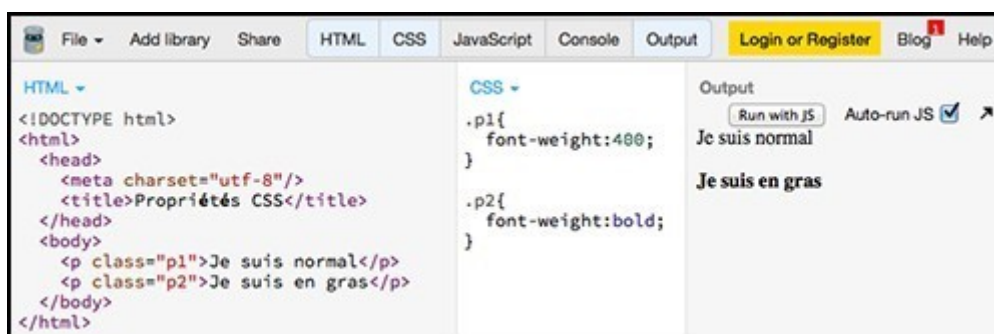 File Add library Share HTML CSS JavaScript Console Output Login or Register Blog 1 Help
HTML
<!DOCTYPE html>
<html>
<head>
<meta charset="utf-8"/>
<title>Propriétés CSS</title>
</head>
<body>
<p class="p1">Je suis normal</p>
<p class="p2">Je suis en gras</p>
</body>
</html>
CSS
.p1{
font-weight:400;
}
.p2{
font-weight:bold;
}
Output
Run with JS Auto-run JS
Je suis normal
Je suis en gras